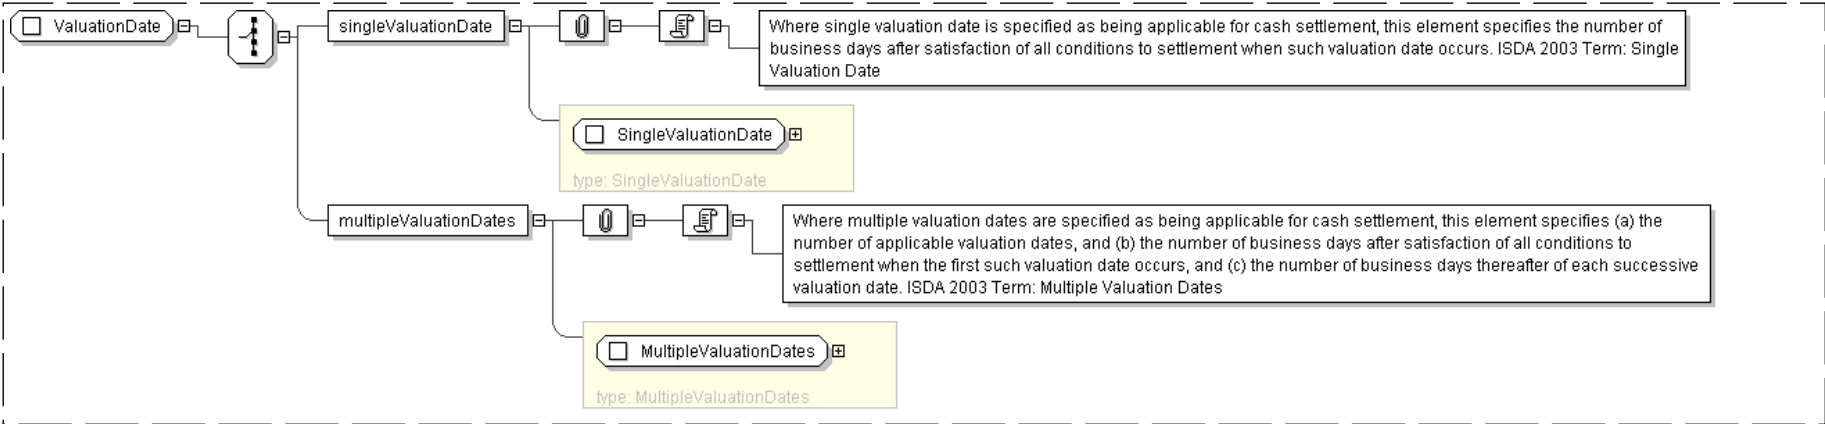 ValuationDate
singleValuationDate
Where single valuation date is specified as being applicable for cash settlement, this element specifies the number of
business days after satisfaction of all conditions to settlement when such valuation date occurs. ISDA 2003 Term: Single
Valuation Date
SingleValuationDate
type: SingleValuationDate
multipleValuationDates
Where multiple valuation dates are specified as being applicable for cash settlement, this element specifies (a) the
number of applicable valuation dates, and (b) the number of business days after satisfaction of all conditions to
settlement when the first such valuation date occurs, and (c) the number of business days thereafter of each successive
valuation date. ISDA 2003 Term: Multiple Valuation Dates
MultipleValuationDates
type: MultipleValuationDates